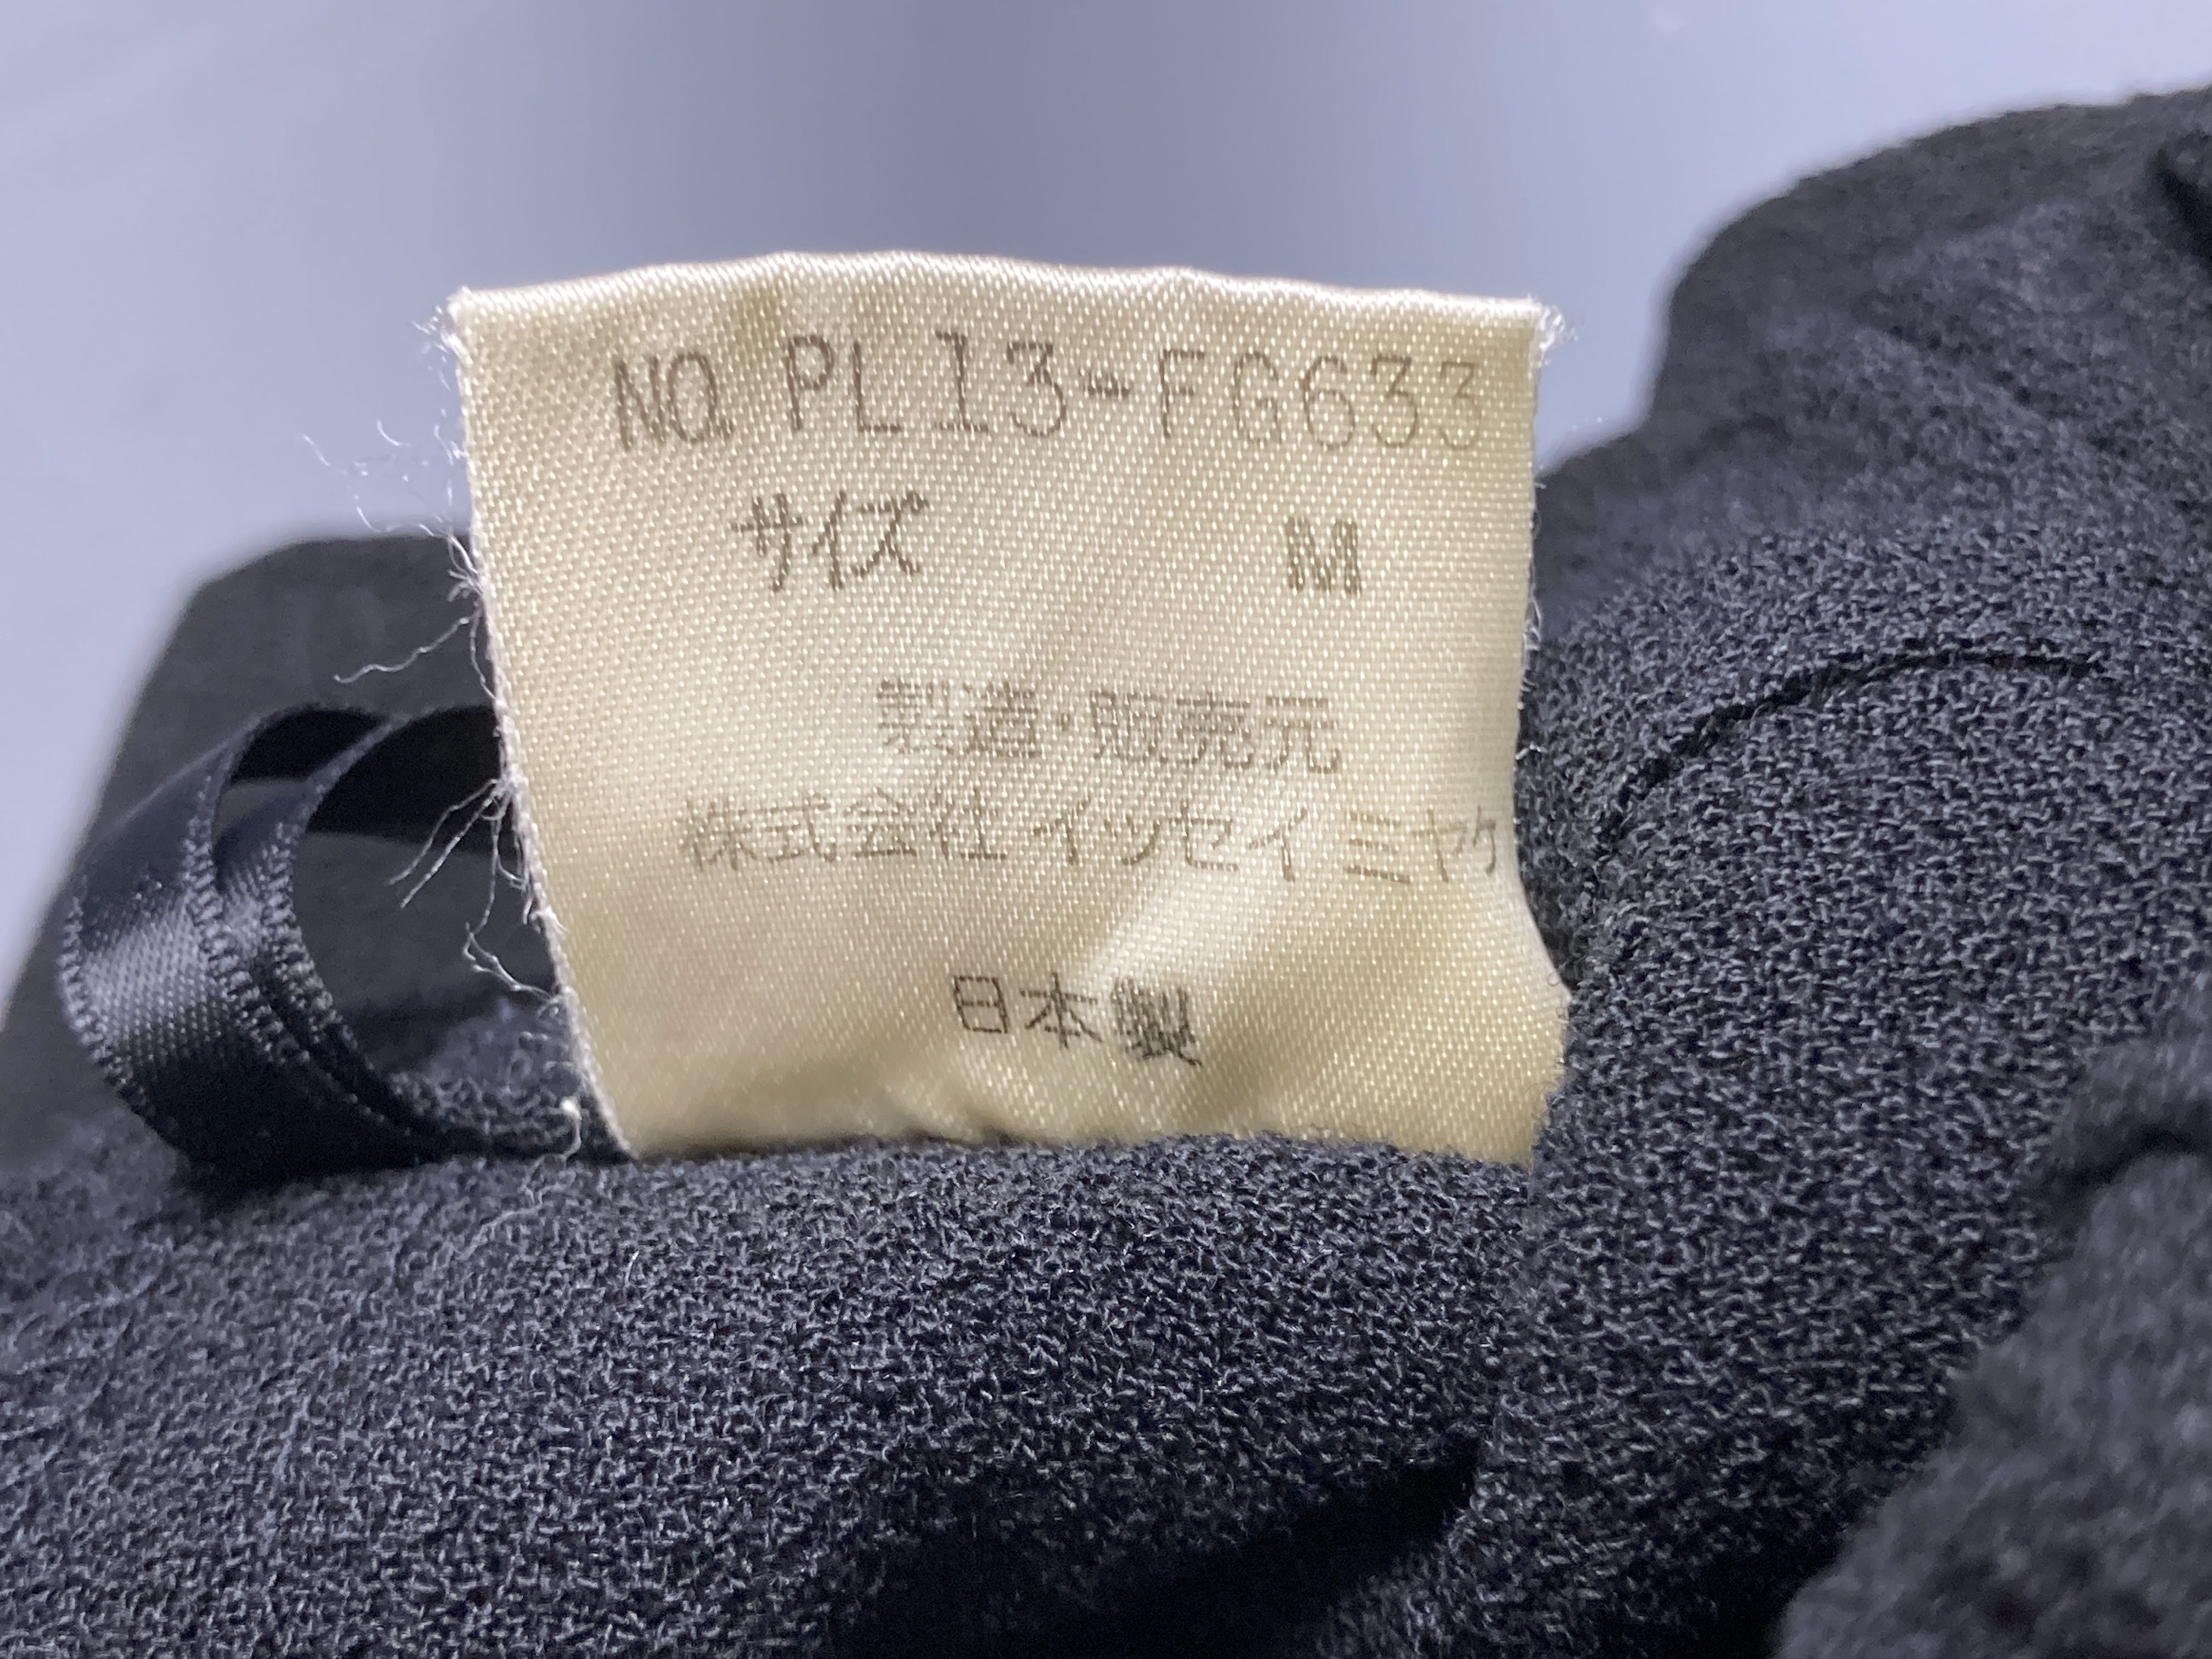 NO. PL13-FG633
サイズ M
製造・販売元
株式会社 イッセイミヤケ
日本製